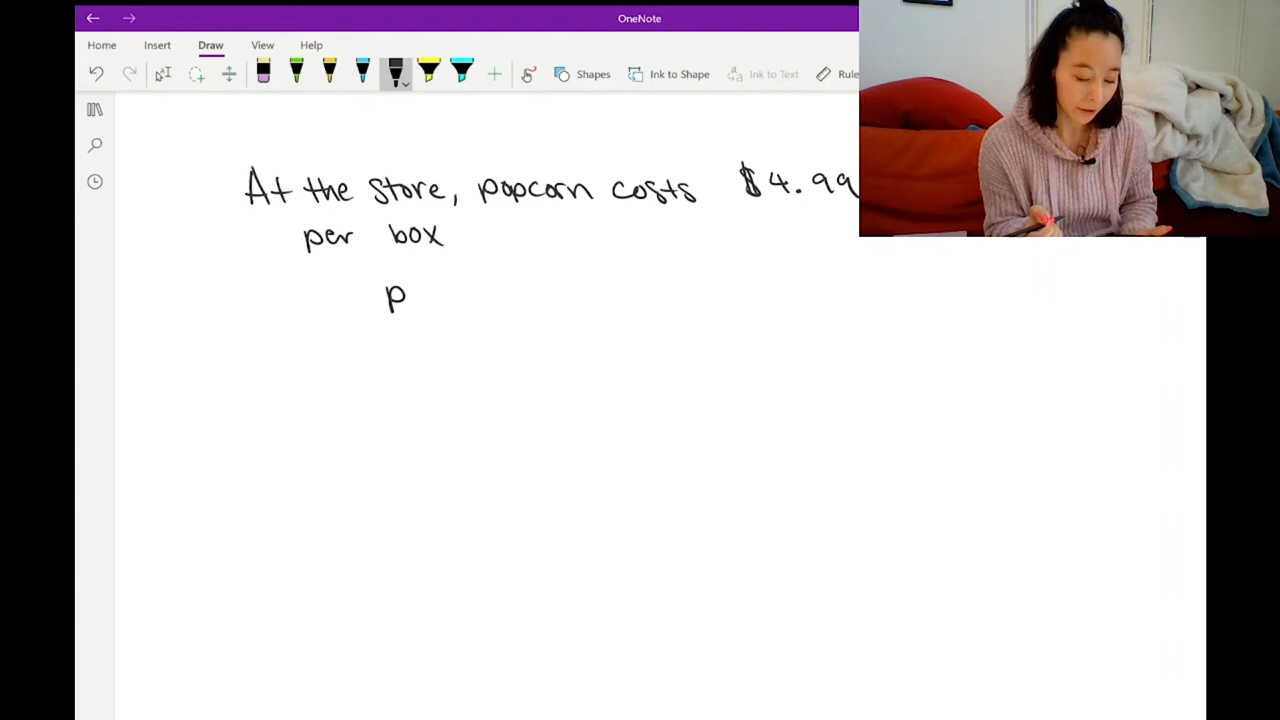 OneNote
Home Insert Draw View Help
Shapes Ink to Shape Ink to Text
At the store, popcorn costs $4.99
per box
p